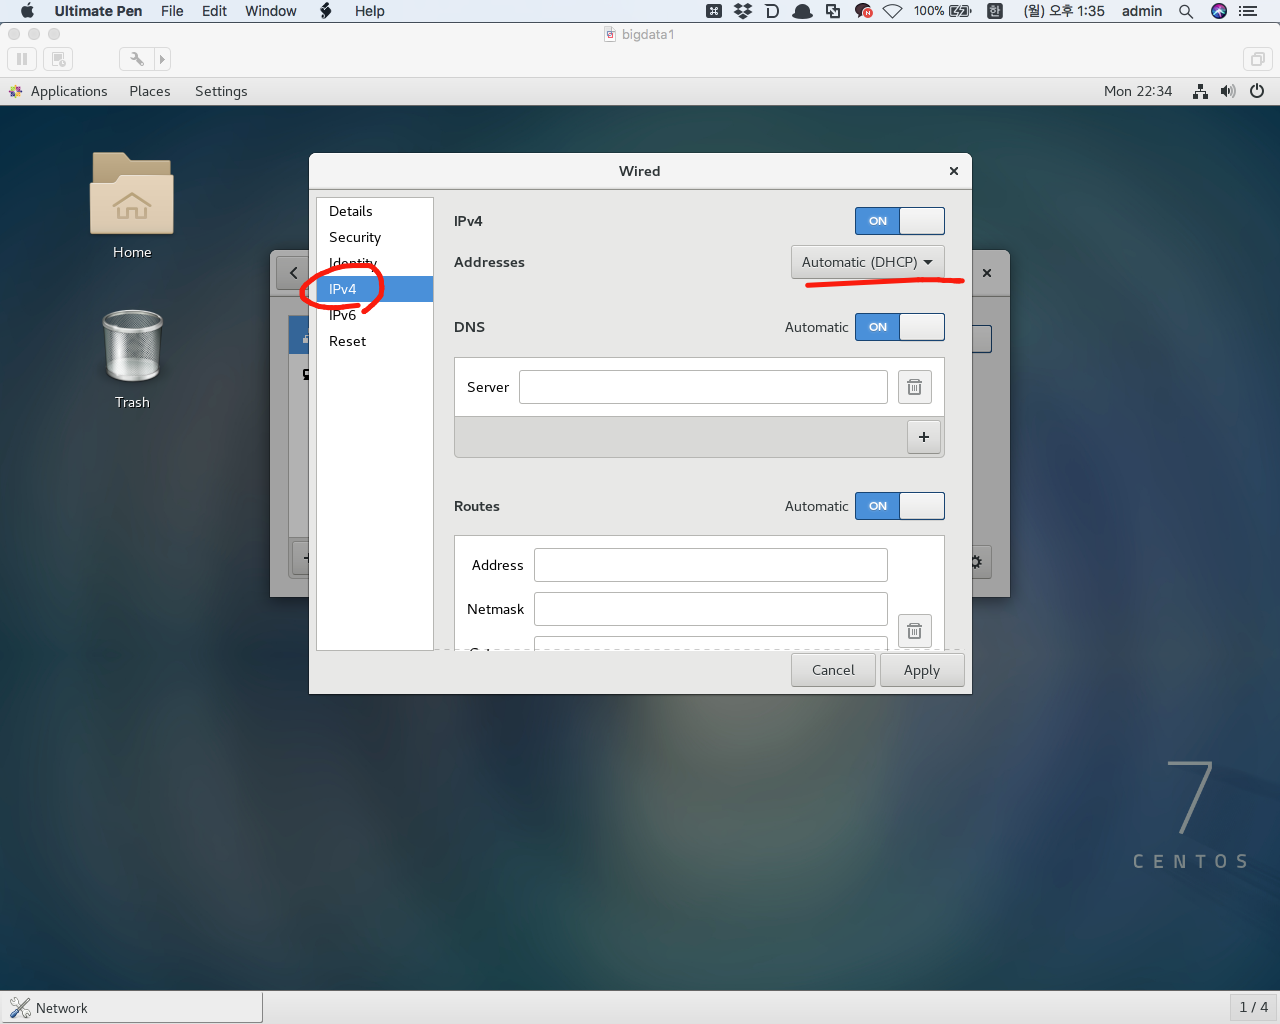 Ultimate Pen File Edit Window Help 100% 한 (월) 오후 1:35 admin
bigdata1
Applications Places Settings Mon 22:34
Home
Trash
Wired
Details
Security
Identity
IPv4
IPv6
Reset
IPv4 ON
Addresses Automatic (DHCP)
DNS Automatic ON
Server
+
Routes Automatic ON
Address
Netmask
Cancel Apply
7
CENTOS
Network 1 / 4